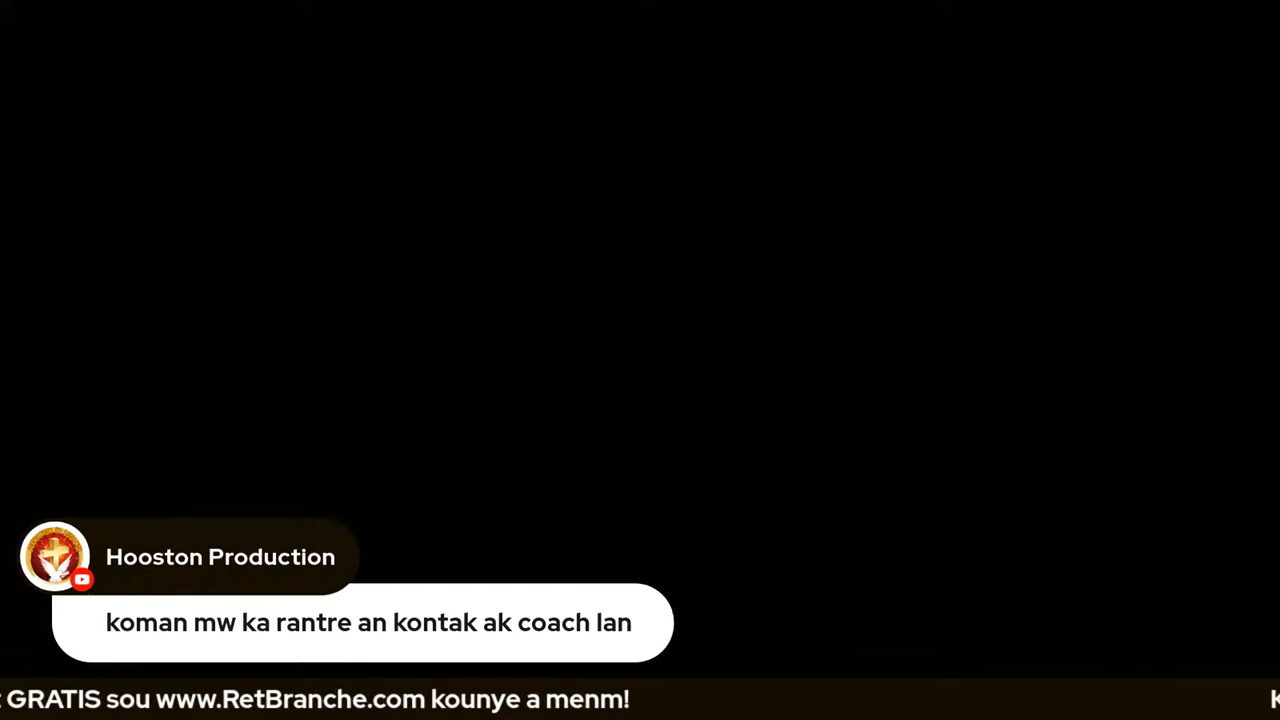 Hooston Production
koman mw ka rantre an kontak ak coach lan
GRATIS sou www.RetBranche.com kounye a menm!
K